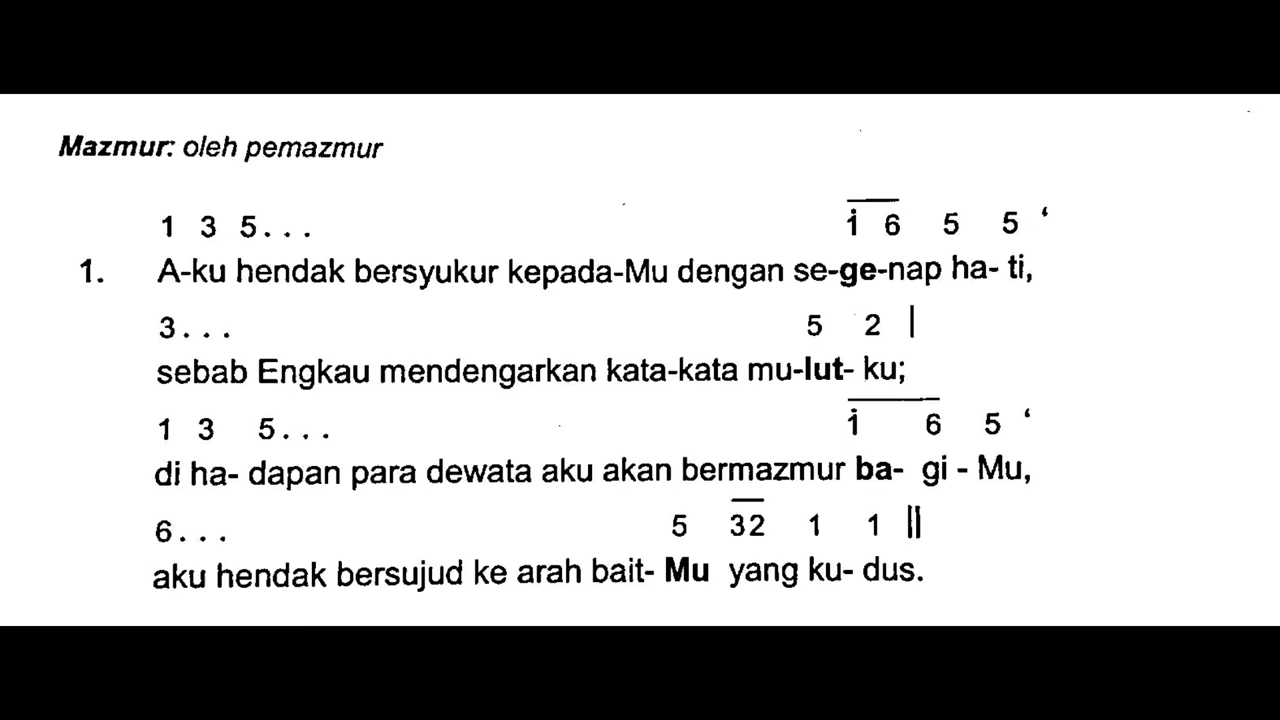 Mazmur: oleh pemazmur
1 3 5... i 6 5 5 ‘
1. A-ku hendak bersyukur kepada-Mu dengan se-ge-nap ha- ti,
3... 5 2 |
sebab Engkau mendengarkan kata-kata mu-lut- ku;
1 3 5... i 6 5 ‘
di ha- dapan para dewata aku akan bermazmur ba- gi - Mu,
6... 5 32 1 1 ||
aku hendak bersujud ke arah bait- Mu yang ku- dus.